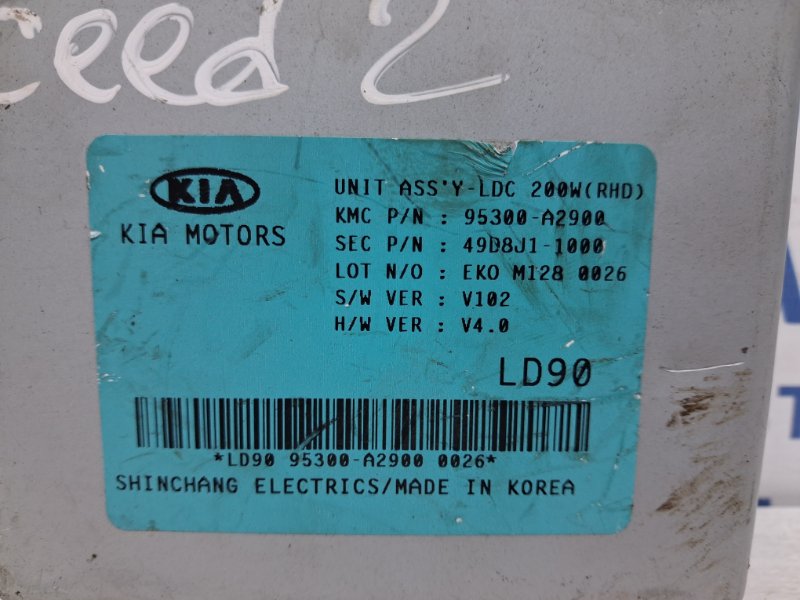 ceed 2
KIA
KIA MOTORS
UNIT ASS'Y-LDC 200W(RHD)
KMC P/N : 95300-A2900
SEC P/N : 49D8J1-1000
LOT N/O : EKO M128 0026
S/W VER : V102
H/W VER : V4.0
LD90
*LD90 95300-A2900 0026*
SHINCHANG ELECTRICS/MADE IN KOREA